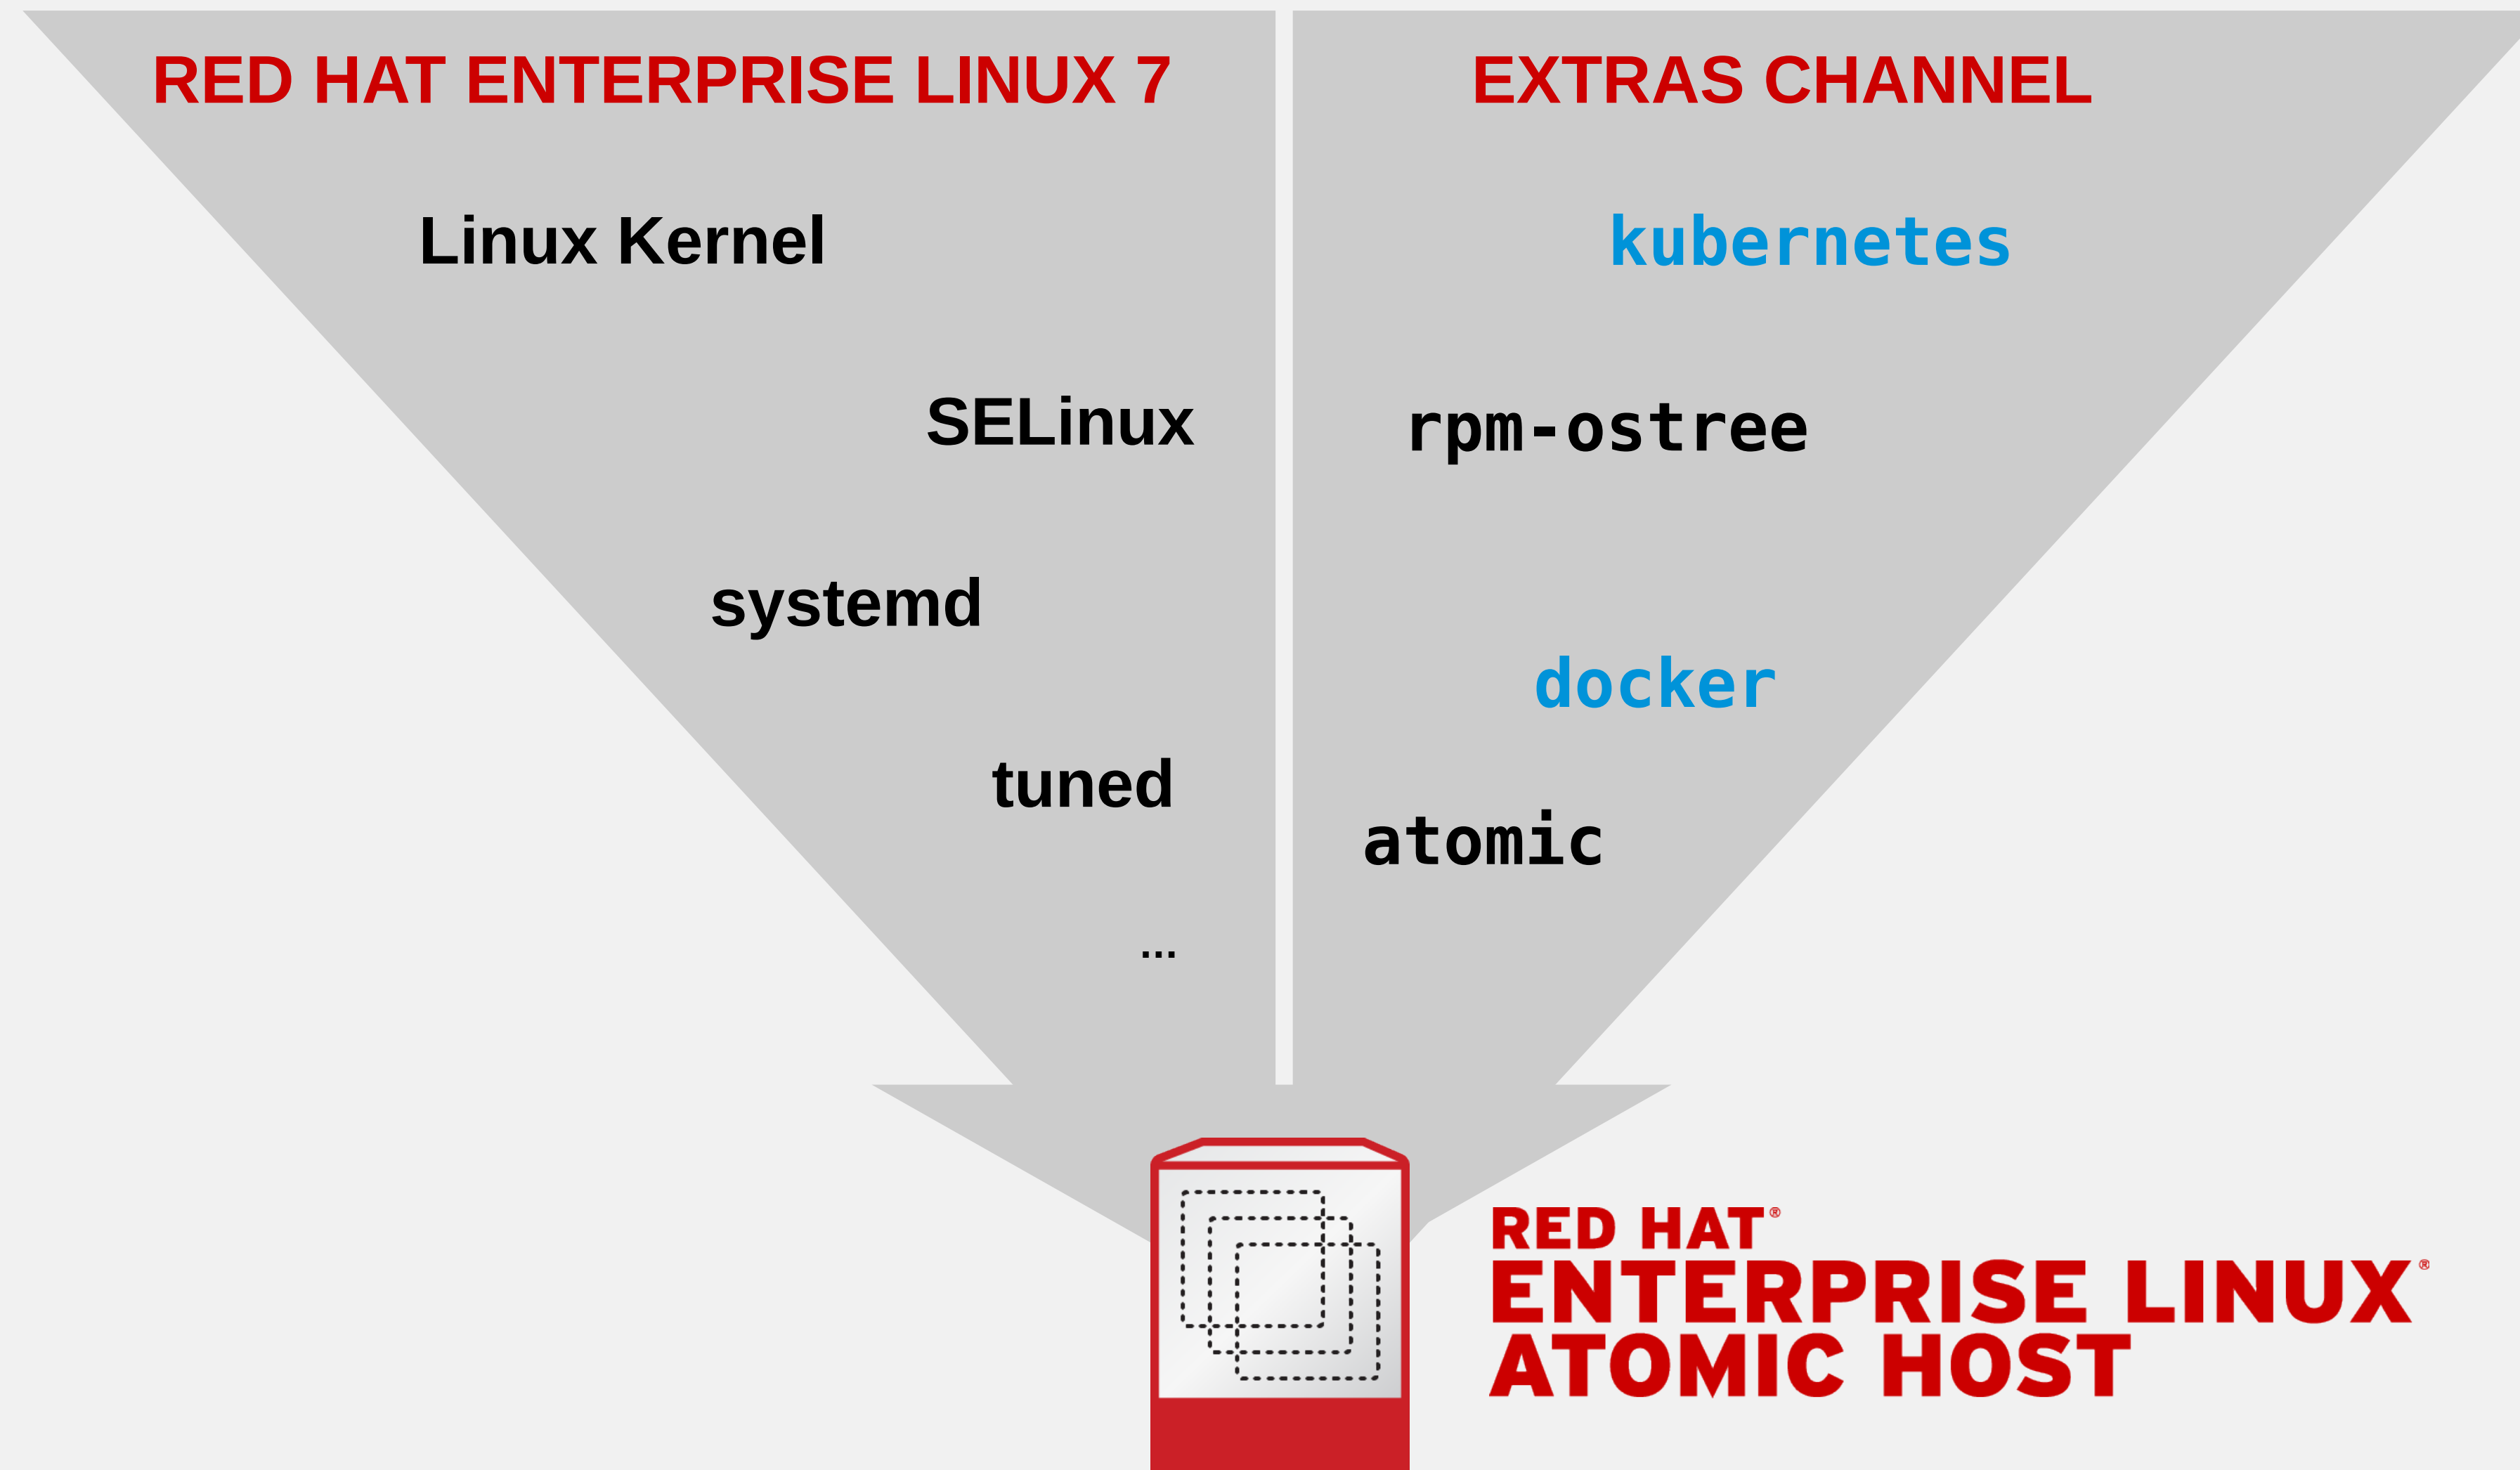 RED HAT ENTERPRISE LINUX 7
Linux Kernel
SELinux
systemd
tuned
...
EXTRAS CHANNEL
kubernetes
rpm-ostree
docker
atomic
RED HAT®
ENTERPRISE LINUX®
ATOMIC HOST